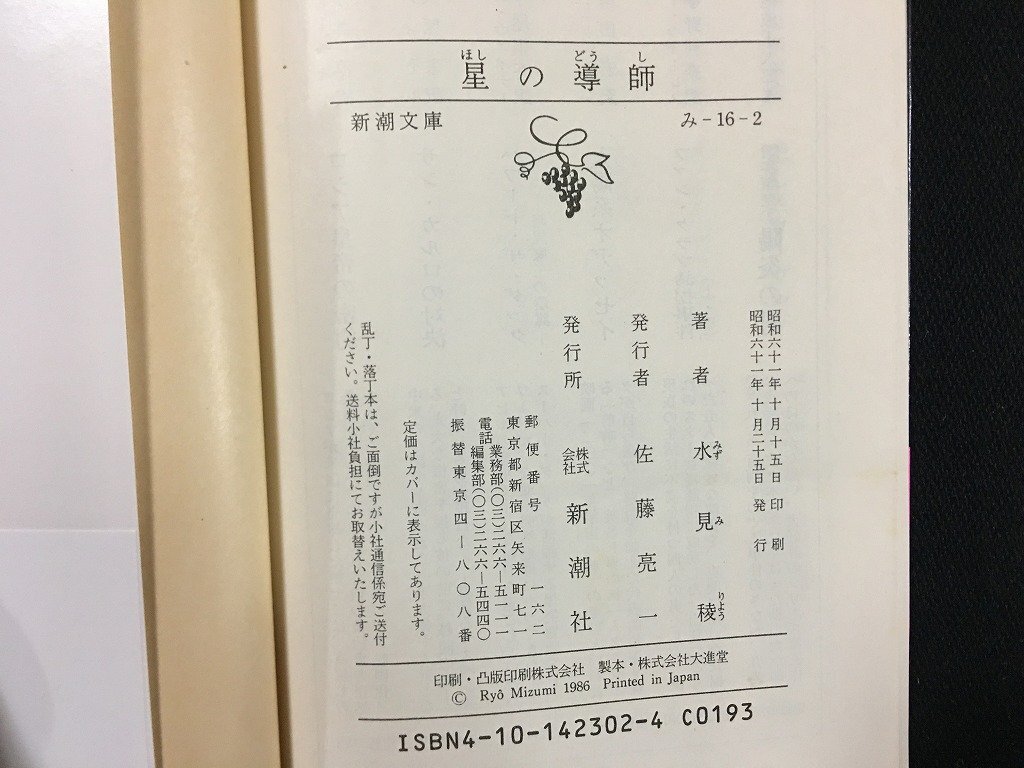 星の導師
ほし どう し
新潮文庫
み-16-2
昭和六十一年十月十五日 印刷
昭和六十一年十月二十五日 発行
著者 水見稜
みず み りよう
発行者 佐藤亮一
発行所 株式会社 新潮社
郵便番号 一六二
東京都新宿区矢来町七一
業務部(〇三)二六六―五一一一
電話
編集部(〇三)二六六―五四四〇
振替東京四―八〇八番
定価はカバーに表示してあります。
乱丁・落丁本は、ご面倒ですが小社通信係宛ご送付
ください。送料小社負担にてお取替えいたします。
印刷・凸版印刷株式会社 製本・株式会社大進堂
© Ryô Mizumi 1986 Printed in Japan
ISBN4-10-142302-4 C0193